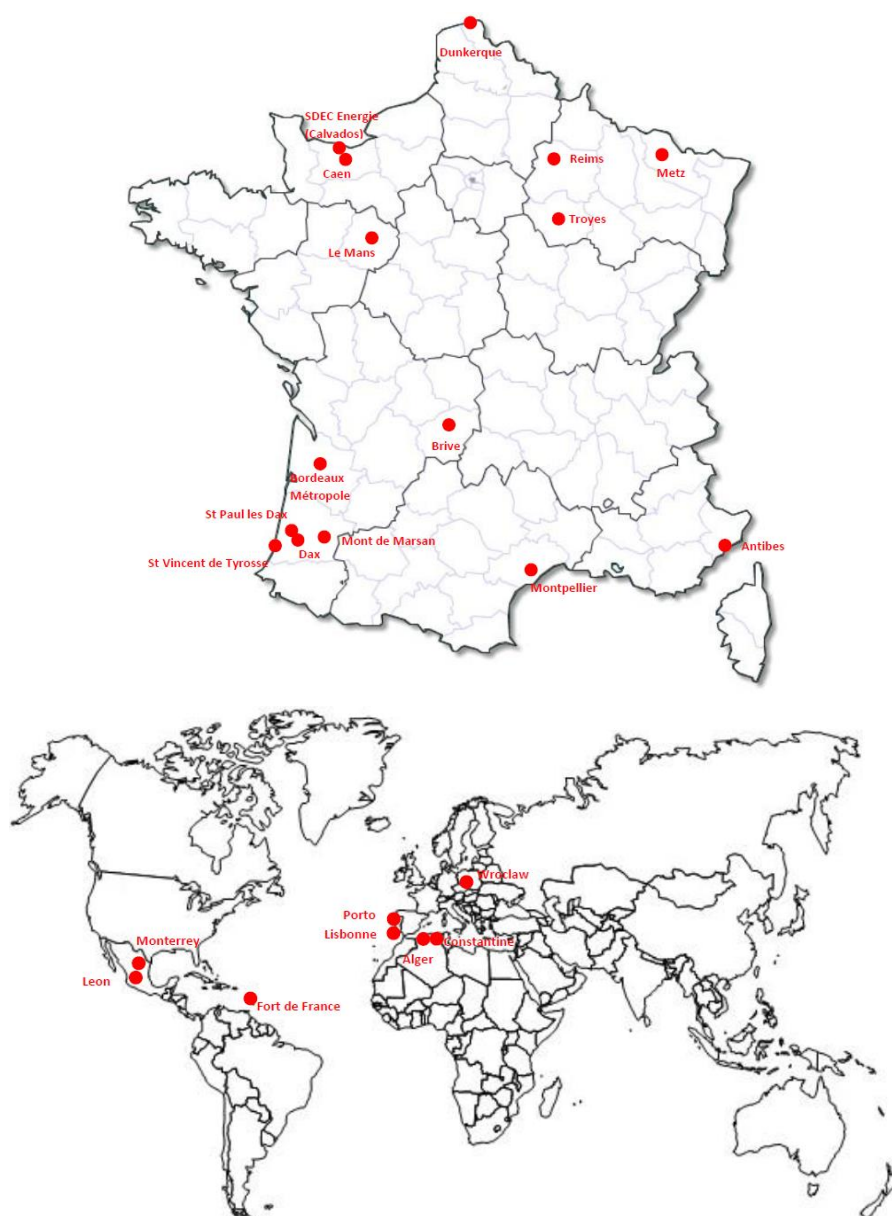 Dunkerque
SDEC Energie
(Calvados)
Caen
Reims
Metz
Troyes
Le Mans
Brive
Bordeaux
Métropole
St Paul les Dax
Mont de Marsan
Dax
St Vincent de Tyrosse
Antibes
Montpellier
Wroclaw
Porto
Lisbonne
Monterrey
Constantine
Alger
Leon
Fort de France